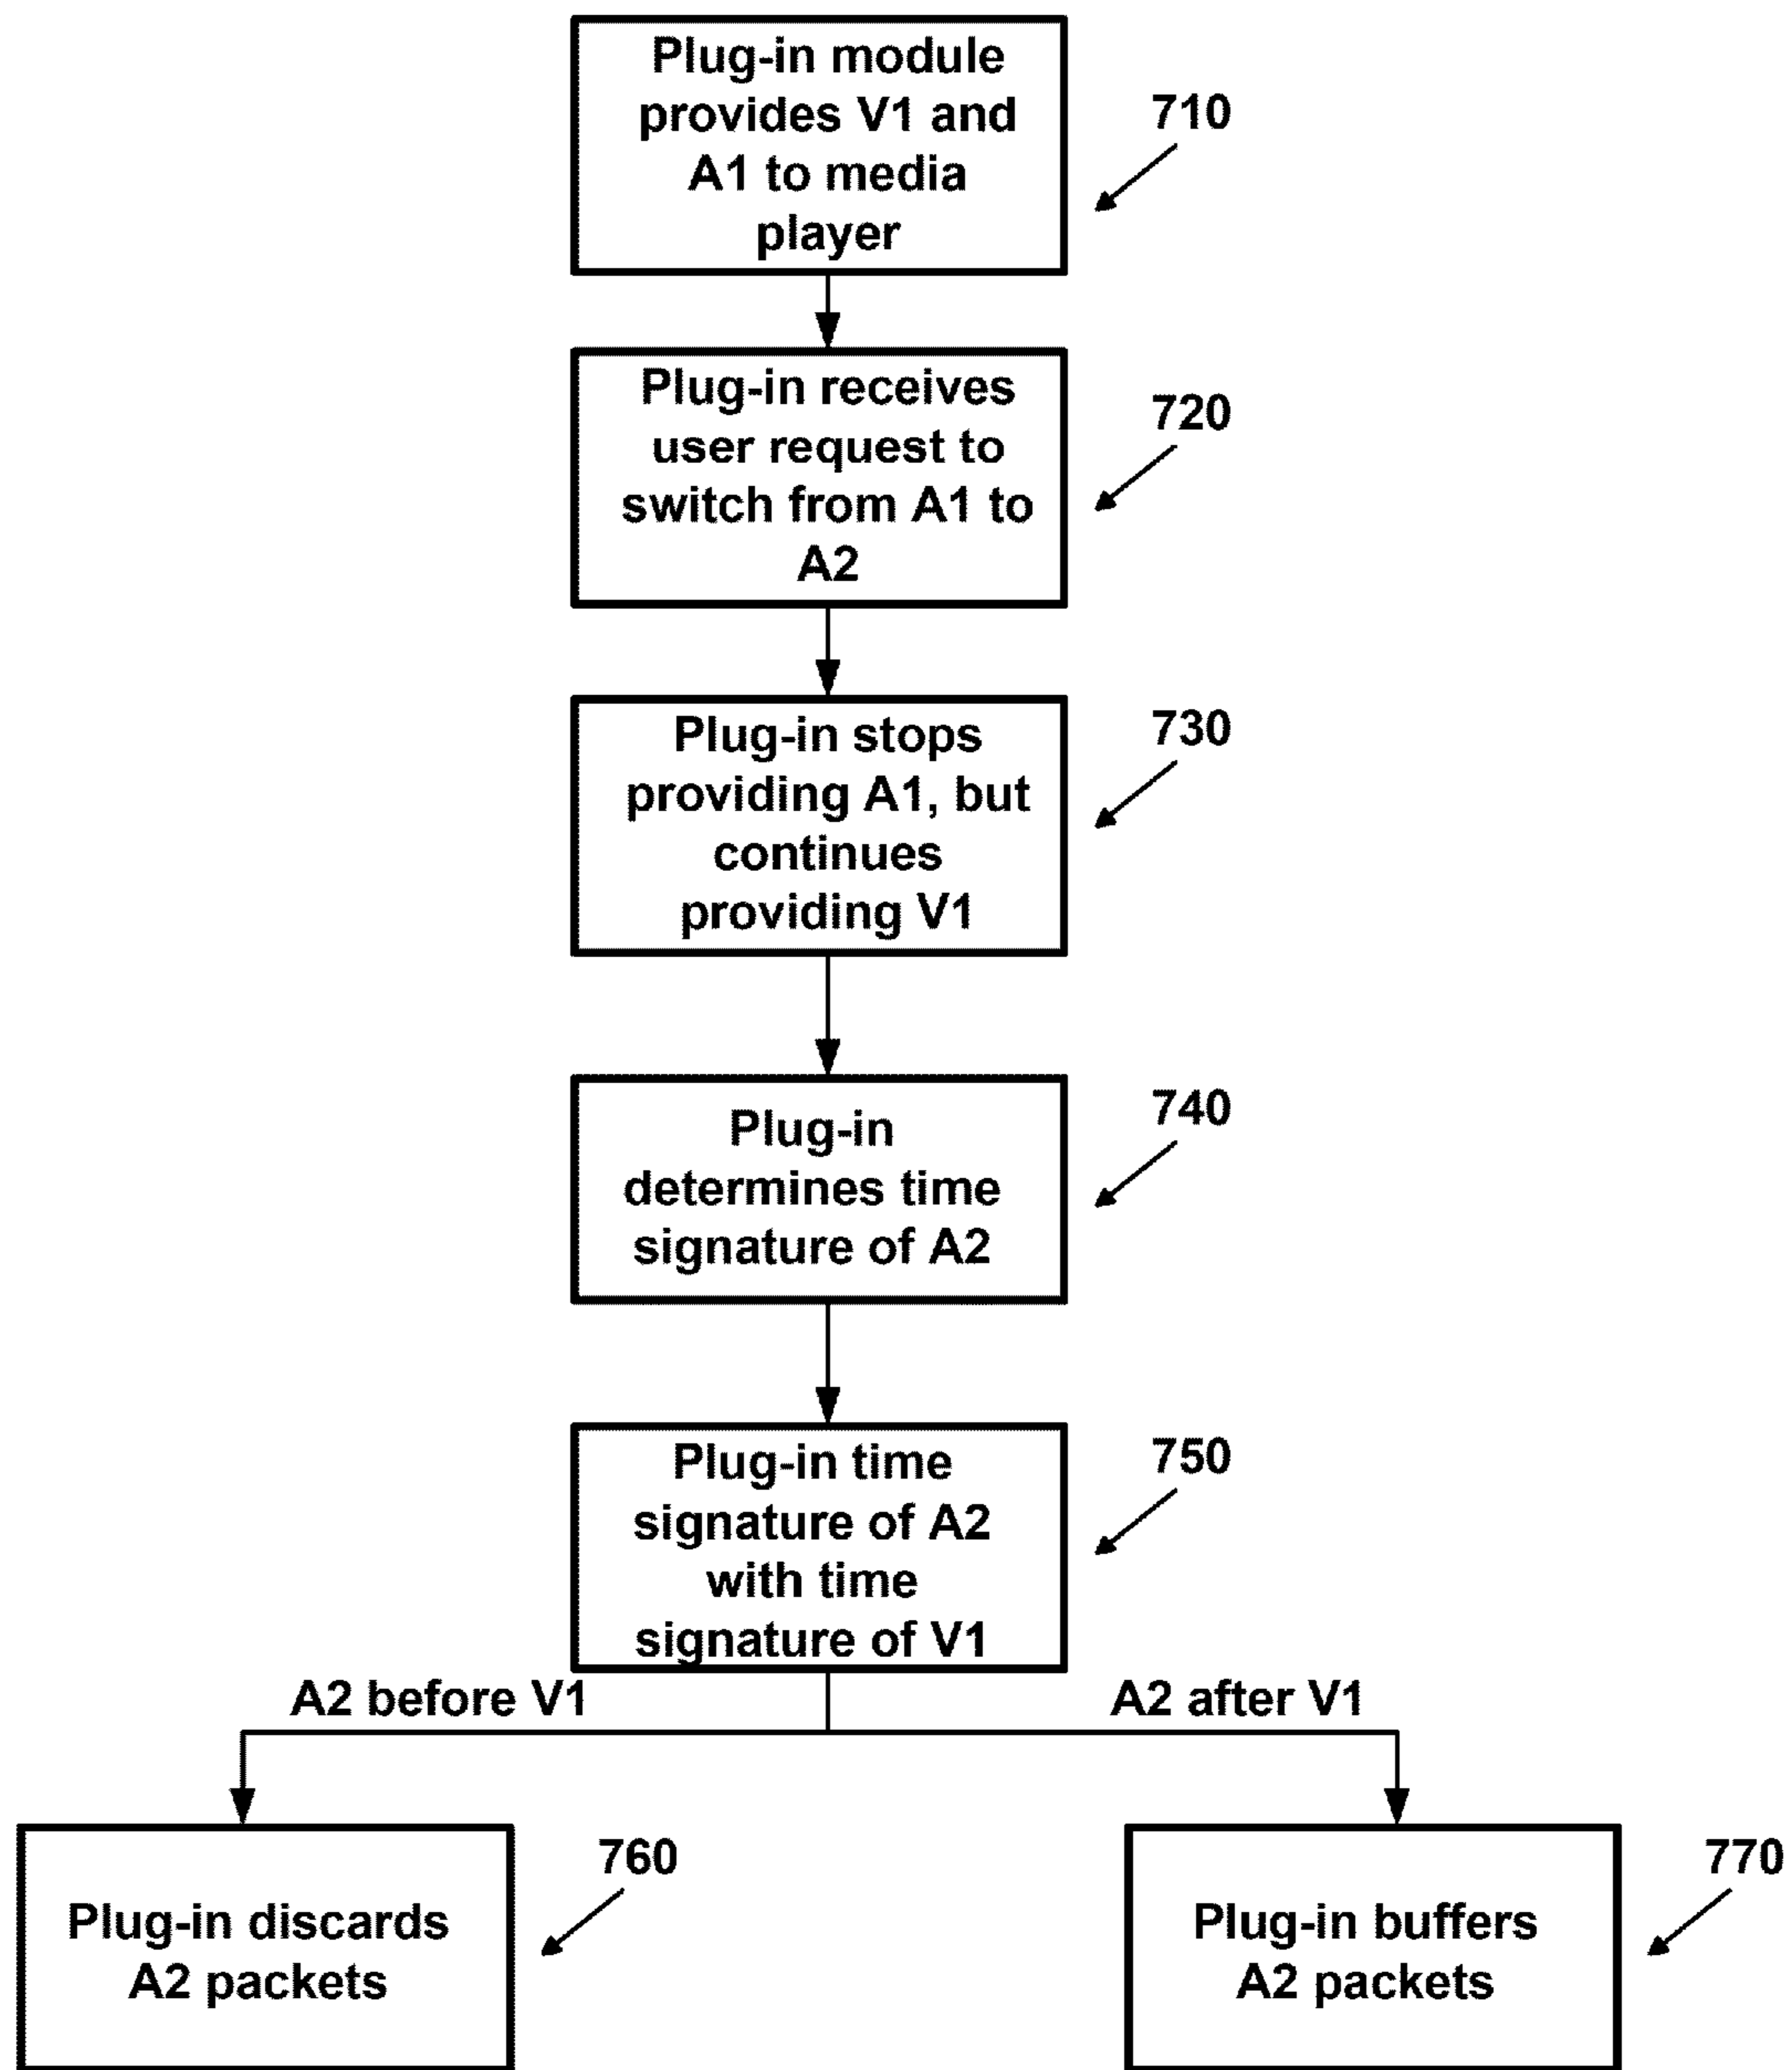 Plug-in module
provides V1 and
A1 to media
player
710
Plug-in receives
user request to
switch from A1 to
A2
720
Plug-in stops
providing A1, but
continues
providing V1
730
Plug-in
determines time
signature of A2
740
Plug-in time
signature of A2
with time
signature of V1
750
A2 before V1
A2 after V1
Plug-in discards
A2 packets
760
Plug-in buffers
A2 packets
770